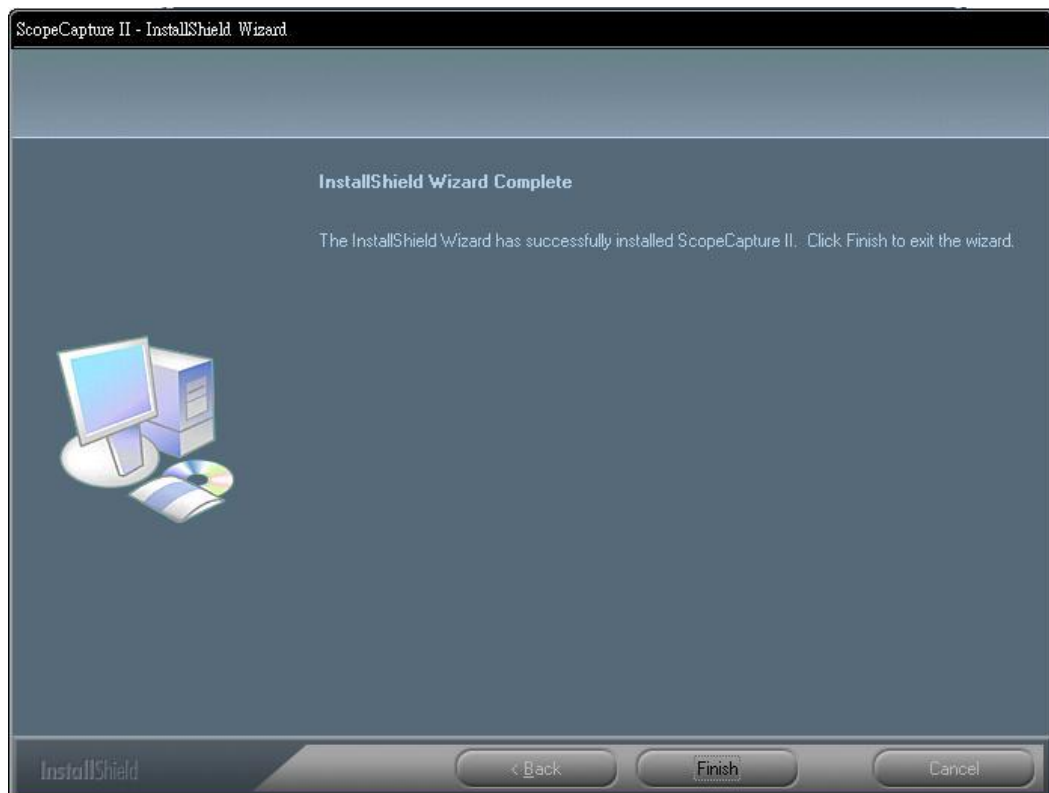 ScopeCapture II - InstallShield Wizard
InstallShield Wizard Complete
The InstallShield Wizard has successfully installed ScopeCapture II. Click Finish to exit the wizard.
InstallShield
< Back
Finish
Cancel